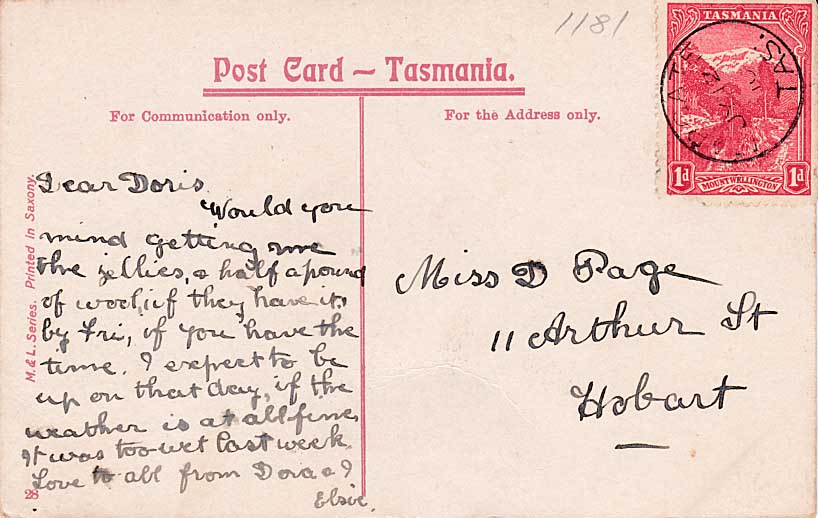 1181
Post Card – Tasmania.
For Communication only.
For the Address only.
TASMANIA
TAS.
1d MOUNT WELLINGTON 1d
Dear Doris
Would you
mind getting me
the jellies, & half a pound
of wool, if they have it,
by Fri, if you have the
time. I expect to be
up on that day, if the
weather is at all fine,
It was too wet last week.
Love to all from Dora & I
Elsie.
Miss D Page
11 Arthur St
Hobart
M. & L. Series. Printed in Saxony.
28